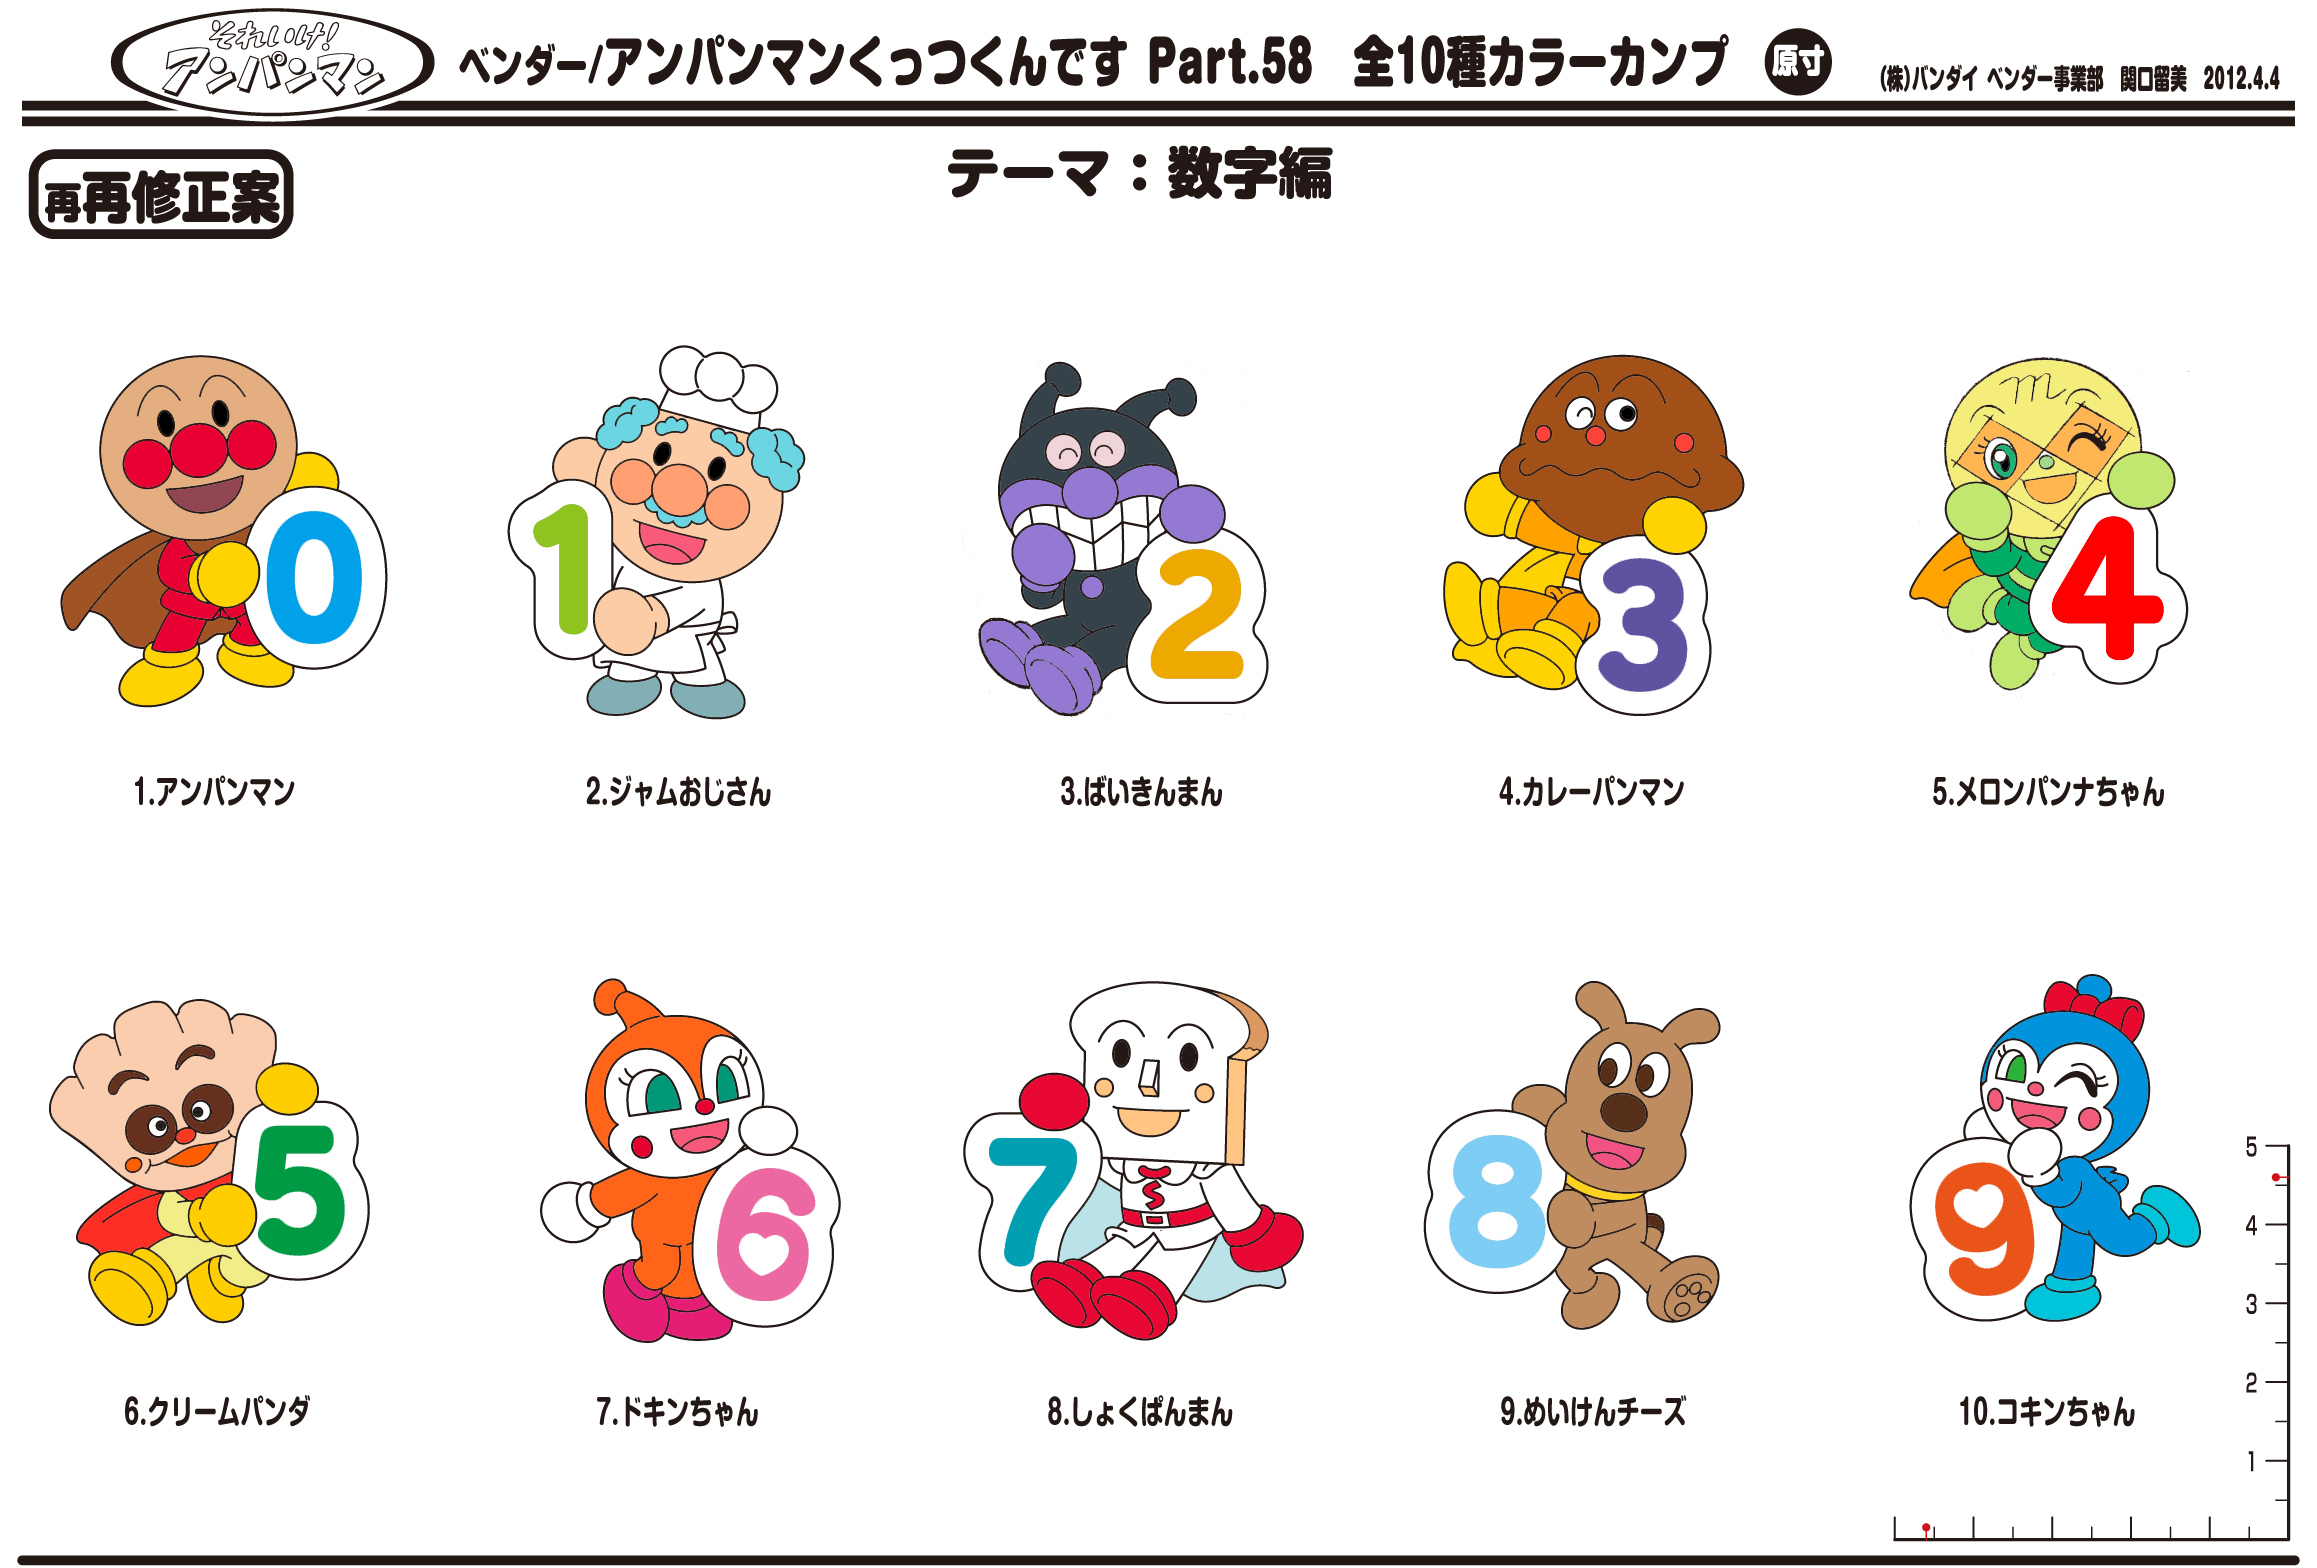 それいけ!
アンパンマン
ベンダー/アンパンマンくっつくんです Part.58　全10種カラーカンプ
原寸
(株)バンダイ ベンダー事業部　関口留美　2012.4.4
再再修正案
テーマ：数字編
0
1
2
3
4
1.アンパンマン
2.ジャムおじさん
3.ばいきんまん
4.カレーパンマン
5.メロンパンナちゃん
5
6
7
S
8
9
6.クリームパンダ
7.ドキンちゃん
8.しょくぱんまん
9.めいけんチーズ
10.コキンちゃん
5
4
3
2
1